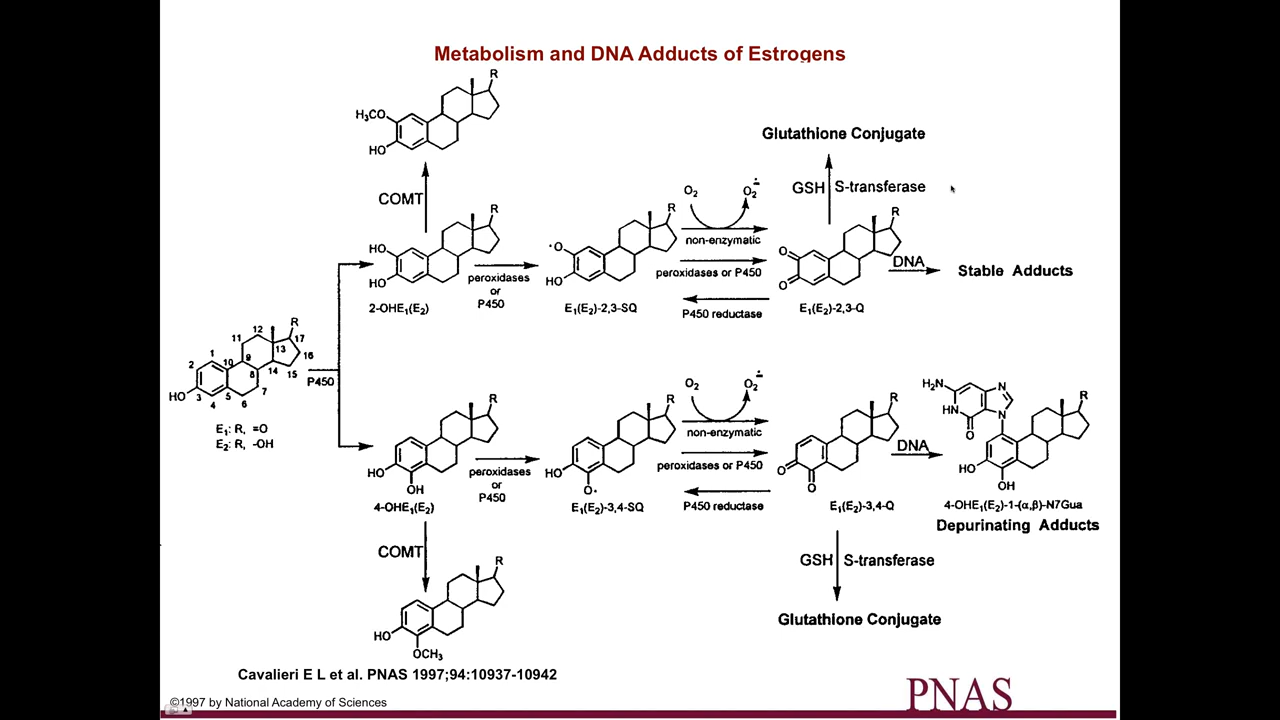 Metabolism and DNA Adducts of Estrogens
R
H₃CO
HO
Glutathione Conjugate
COMT
GSH S-transferase
O₂
O₂⁻̇
R
HO
HO
R
·O
HO
non-enzymatic
peroxidases or P450
P450 reductase
R
O
O
DNA
Stable Adducts
peroxidases
or
P450
2-OHE₁(E₂)
E₁(E₂)-2,3-SQ
E₁(E₂)-2,3-Q
R
HO
1
2
3
4
5
6
7
8
9
10
11
12
13
14
15
16
17
P450
E₁: R, =O
E₂: R, -OH
O₂
O₂⁻̇
R
HO
OH
R
HO
O·
non-enzymatic
peroxidases or P450
P450 reductase
R
O
O
DNA
H₂N
N
HN
N
O
R
HO
OH
peroxidases
or
P450
4-OHE₁(E₂)
E₁(E₂)-3,4-SQ
E₁(E₂)-3,4-Q
4-OHE₁(E₂)-1-(α,β)-N7Gua
Depurinating Adducts
COMT
GSH S-transferase
R
HO
OCH₃
Glutathione Conjugate
Cavalieri E L et al. PNAS 1997;94:10937-10942
©1997 by National Academy of Sciences
PNAS